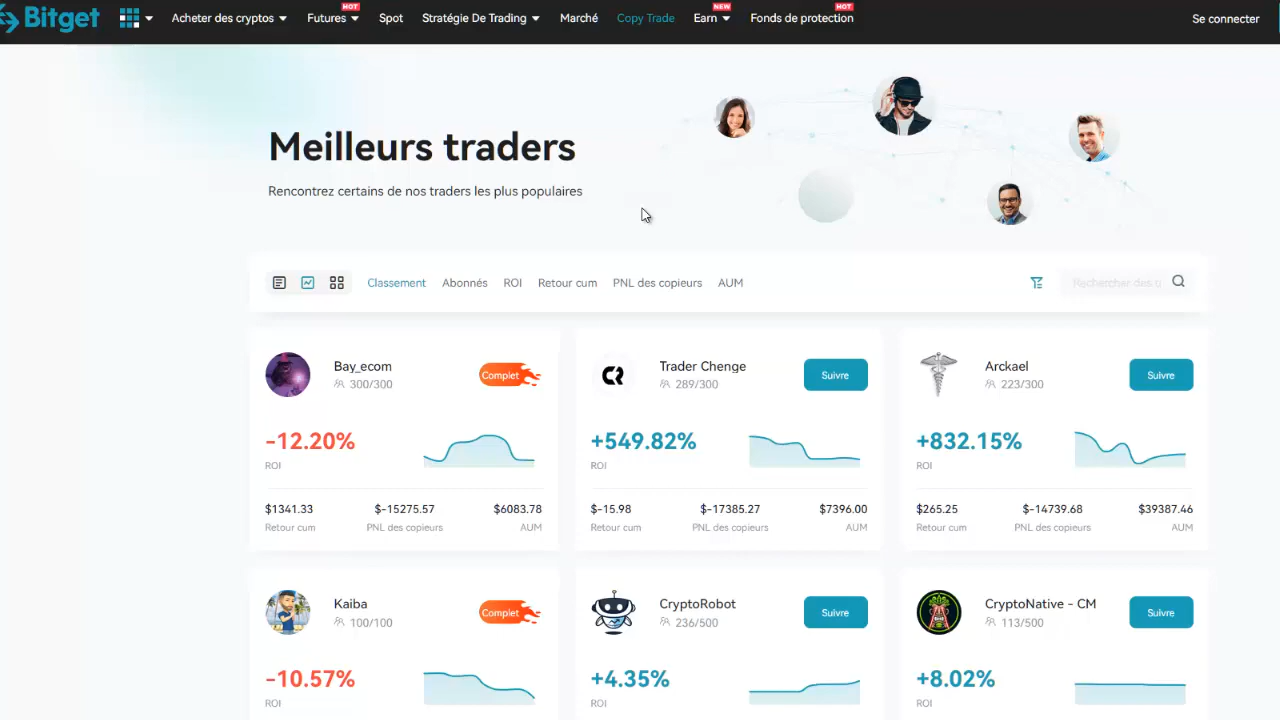 Bitget
Acheter des cryptos
Futures
HOT
Spot
Stratégie De Trading
Marché
Copy Trade
Earn
NEW
Fonds de protection
HOT
Se connecter
Meilleurs traders
Rencontrez certains de nos traders les plus populaires
Classement Abonnés ROI Retour cum PNL des copieurs AUM
Rechercher des t
Bay_ecom
300/300
Complet
-12.20%
ROI
$1341.33 $-15275.57 $6083.78
Retour cum PNL des copieurs AUM
Trader Chenge
289/300
Suivre
+549.82%
ROI
$-15.98 $-17385.27 $7396.00
Retour cum PNL des copieurs AUM
Arckael
223/300
Suivre
+832.15%
ROI
$265.25 $-14739.68 $39387.46
Retour cum PNL des copieurs AUM
Kaiba
100/100
Complet
-10.57%
ROI
CryptoRobot
236/500
Suivre
+4.35%
ROI
CryptoNative - CM
113/500
Suivre
+8.02%
ROI